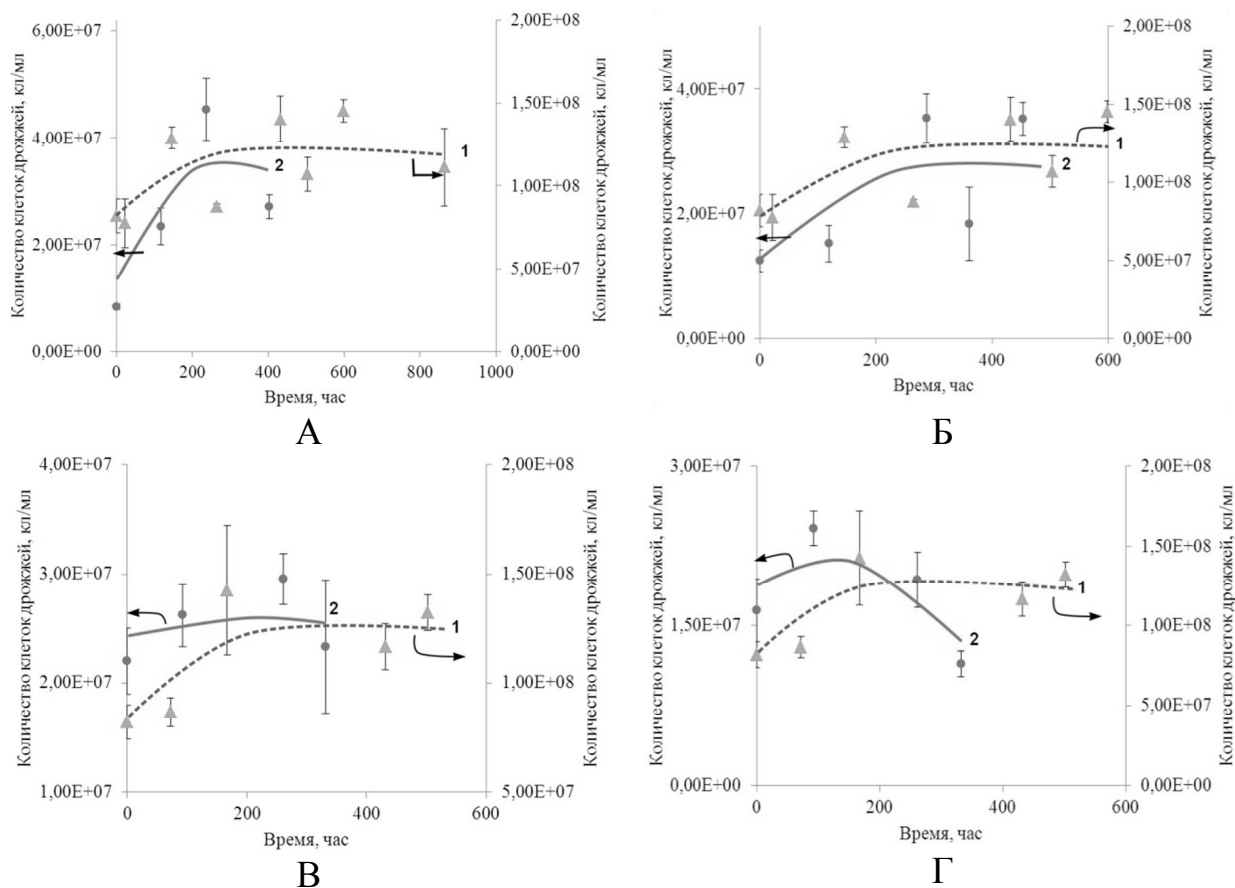 6,00E+07
4,00E+07
2,00E+07
0,00E+00
Количество клеток дрожжей, кл/мл
2,00E+08
1,50E+08
1,00E+08
5,00E+07
0,00E+00
Количество клеток дрожжей, кл/мл
1
2
0 200 400 600 800 1000
Время, час
А
4,00E+07
2,00E+07
0,00E+00
Количество клеток дрожжей, кл/мл
2,00E+08
1,50E+08
1,00E+08
5,00E+07
0,00E+00
Количество клеток дрожжей, кл/мл
1
2
0 200 400 600
Время, час
Б
4,00E+07
3,00E+07
2,00E+07
1,00E+07
Количество клеток дрожжей, кл/мл
2,00E+08
1,50E+08
1,00E+08
5,00E+07
Количество клеток дрожжей, кл/мл
2
1
0 200 400 600
Время, час
В
3,00E+07
1,50E+07
0,00E+00
Количество клеток дрожжей, кл/мл
2,00E+08
1,50E+08
1,00E+08
5,00E+07
0,00E+00
Количество клеток дрожжей, кл/мл
1
2
0 200 400 600
Время, час
Г